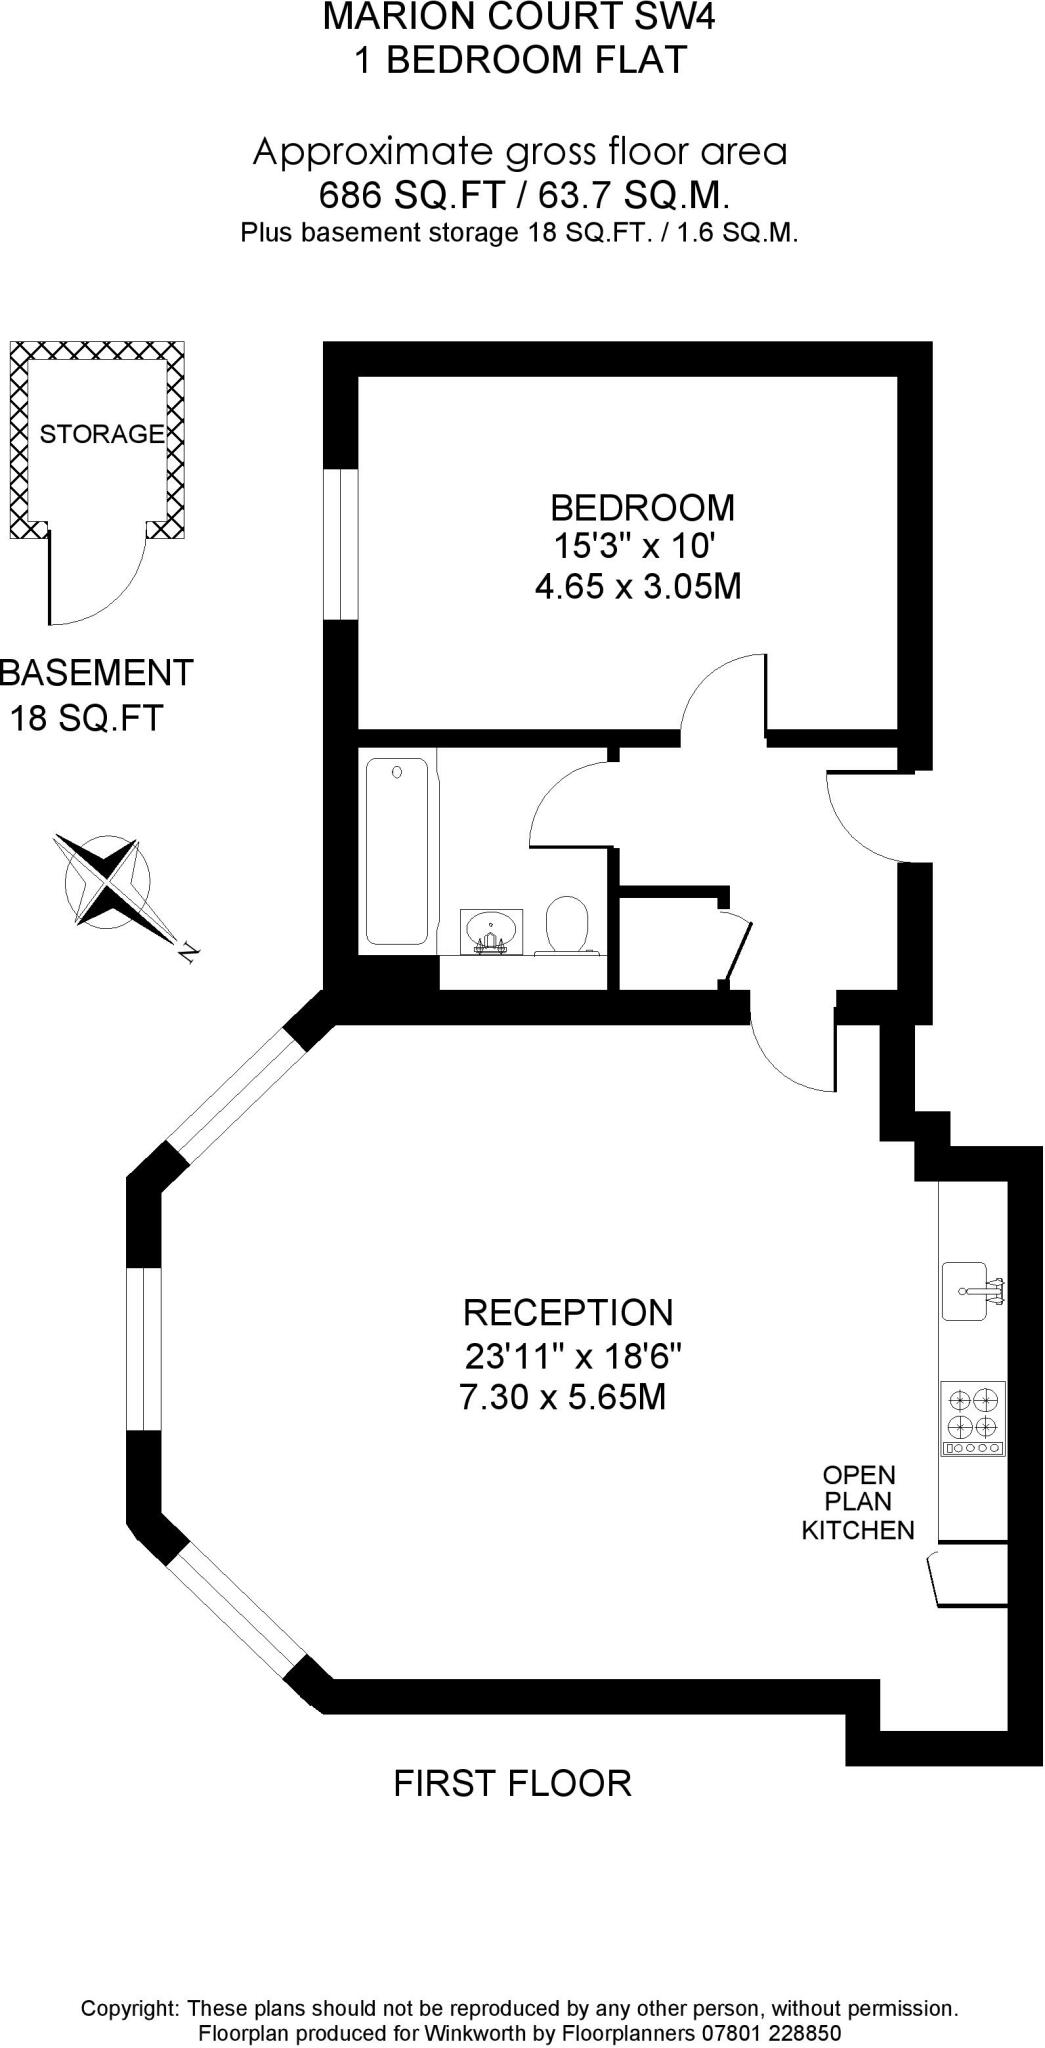 MARION COURT SW4
1 BEDROOM FLAT
Approximate gross floor area
686 SQ.FT / 63.7 SQ.M.
Plus basement storage 18 SQ.FT. / 1.6 SQ.M.
STORAGE
BASEMENT
18 SQ.FT
N
BEDROOM
15'3" x 10'
4.65 x 3.05M
RECEPTION
23'11" x 18'6"
7.30 x 5.65M
OPEN
PLAN
KITCHEN
FIRST FLOOR
Copyright: These plans should not be reproduced by any other person, without permission.
Floorplan produced for Winkworth by Floorplanners 07801 228850